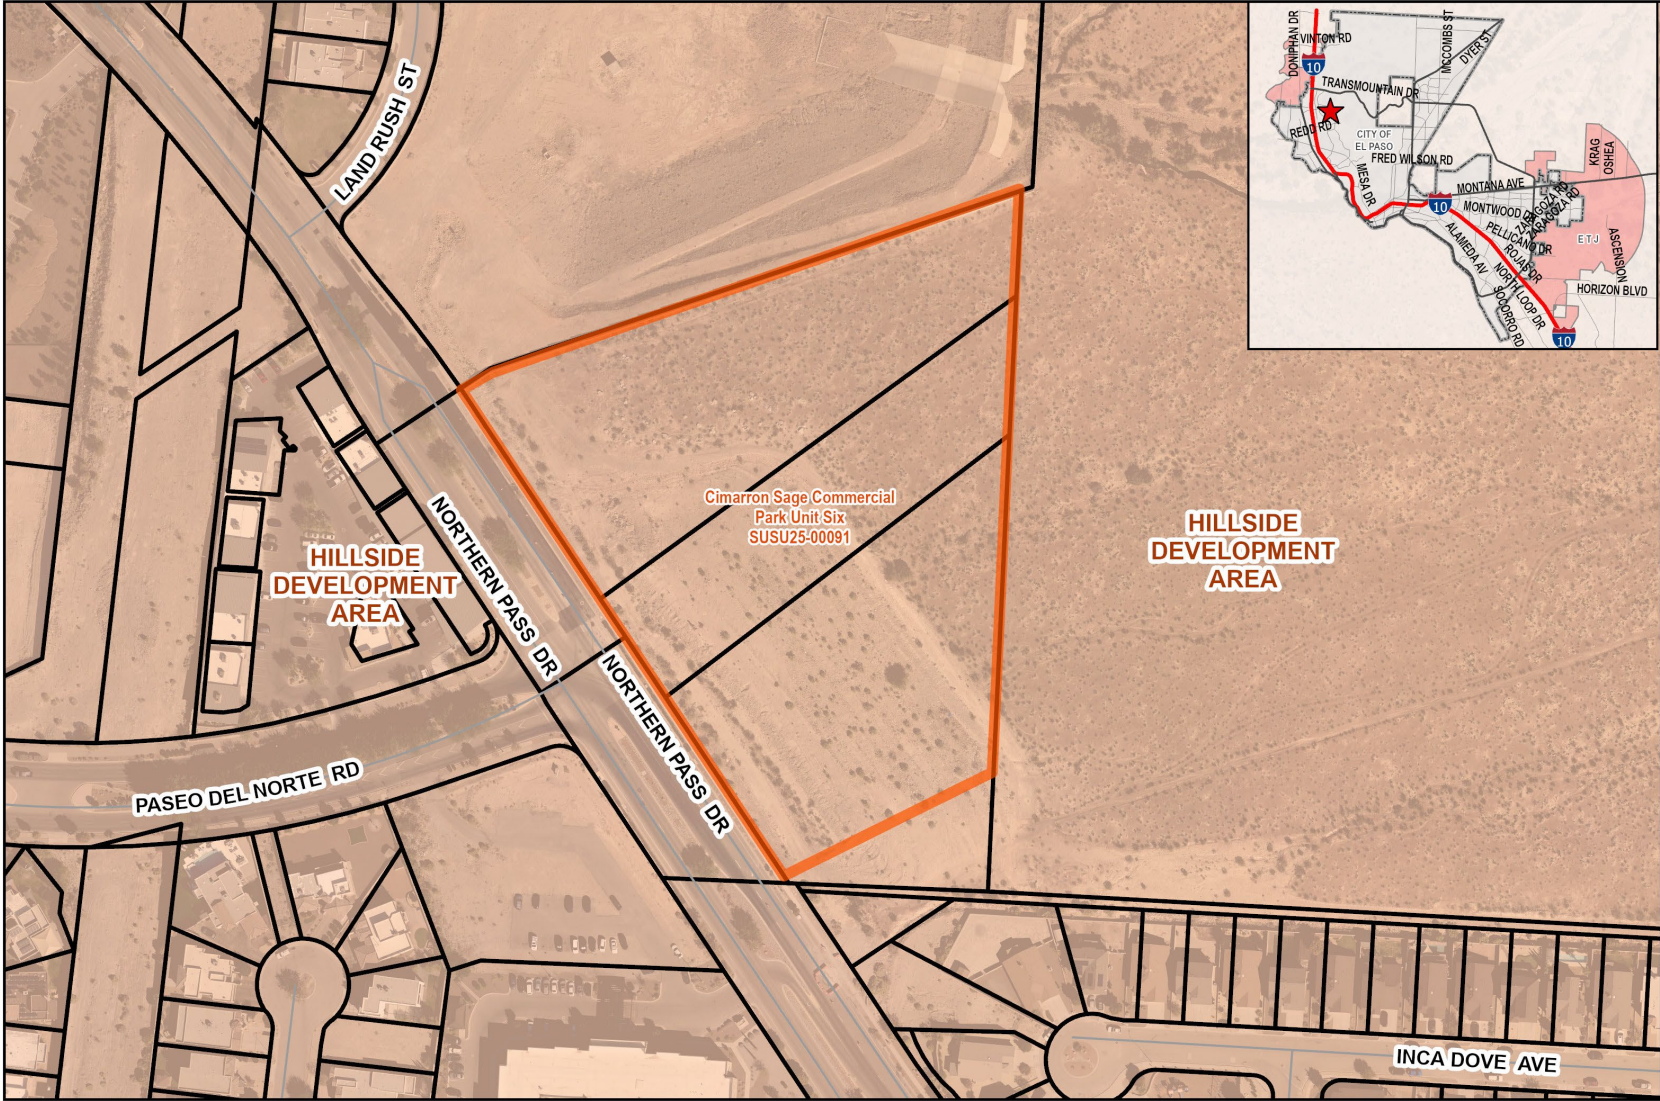 LAND RUSH ST
Cimarron Sage Commercial
Park Unit Six
SUSU25-00091
HILLSIDE
DEVELOPMENT
AREA
HILLSIDE
DEVELOPMENT
AREA
NORTHERN PASS DR
NORTHERN PASS DR
PASEO DEL NORTE RD
INCA DOVE AVE
DONIPHAN DR
VINTON RD
MCCOMBS ST
DYER ST
10
TRANSMOUNTAIN DR
REDD RD
CITY OF
EL PASO
FRED WILSON RD
MESA DR
KRAG
OSHEA
MONTANA AVE
10
MONTWOOD DR
ZARAGOZA RD
ZARAGOZA RD
PELLICANO DR
ETJ
ALAMEDA AV
ROJAS DR
ASCENSION
NORTH LOOP DR
HORIZON BLVD
SOCORRO RD
10